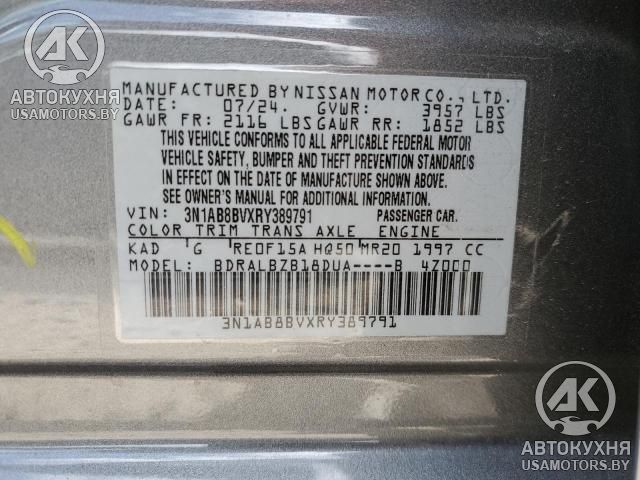 AK
АВТОКУХНЯ
USAMOTORS.BY
MANUFACTURED BY NISSAN MOTOR CO., LTD.
DATE: 07/24. GVWR: 3957 LBS
GAWR FR: 2116 LBS GAWR RR: 1852 LBS
THIS VEHICLE CONFORMS TO ALL APPLICABLE FEDERAL MOTOR
VEHICLE SAFETY, BUMPER AND THEFT PREVENTION STANDARDS
IN EFFECT ON THE DATE OF MANUFACTURE SHOWN ABOVE.
SEE OWNER'S MANUAL FOR ADDITIONAL INFORMATION.
VIN: 3N1AB8BVXRY389791 PASSENGER CAR.
COLOR TRIM TRANS AXLE ENGINE
KAD G RE0F15A HQ50 MR20 1997 CC
MODEL BDRALBZB18DUA----B 4Z000
3N1AB8BVXRY389791
AK
АВТОКУХНЯ
USAMOTORS.BY